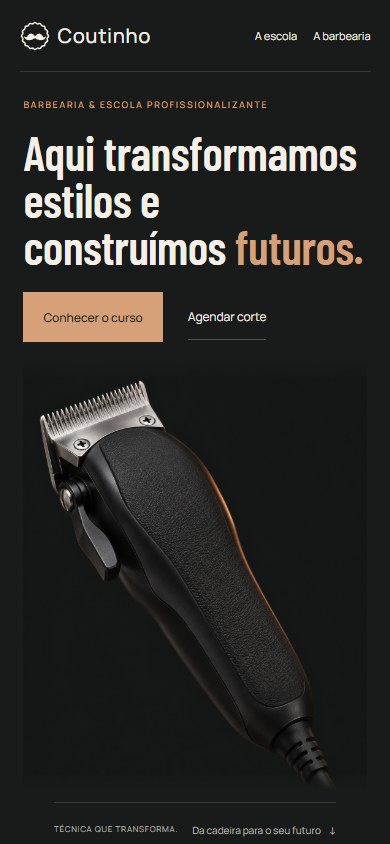 Coutinho
A escola A barbearia
BARBEARIA & ESCOLA PROFISSIONALIZANTE
Aqui transformamos
estilos e
construímos futuros.
Conhecer o curso Agendar corte
TÉCNICA QUE TRANSFORMA. Da cadeira para o seu futuro ↓